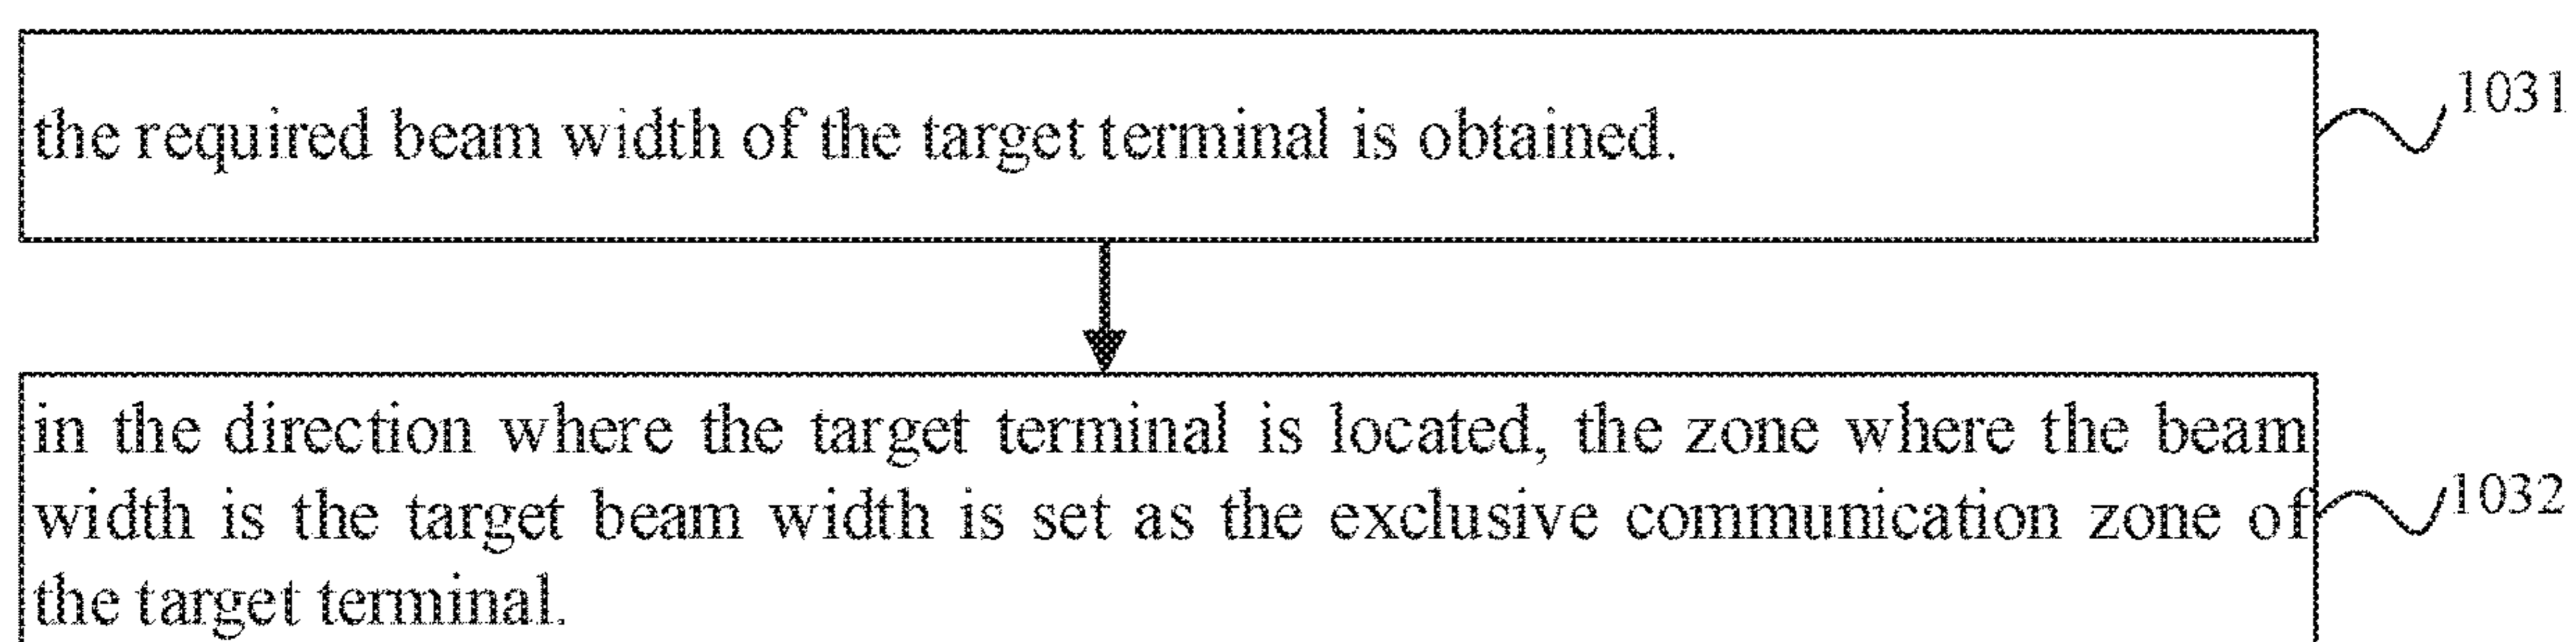 the required beam width of the target terminal is obtained.
1031
in the direction where the target terminal is located, the zone where the beam
width is the target beam width is set as the exclusive communication zone of
1032
the target terminal.